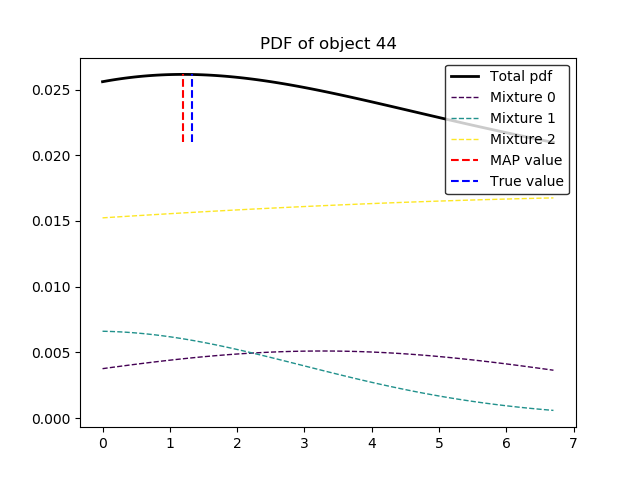 PDF of object 44
0.025
0.020
0.015
0.010
0.005
0.000
Total pdf
Mixture 0
Mixture 1
Mixture 2
MAP value
True value
0 1 2 3 4 5 6 7